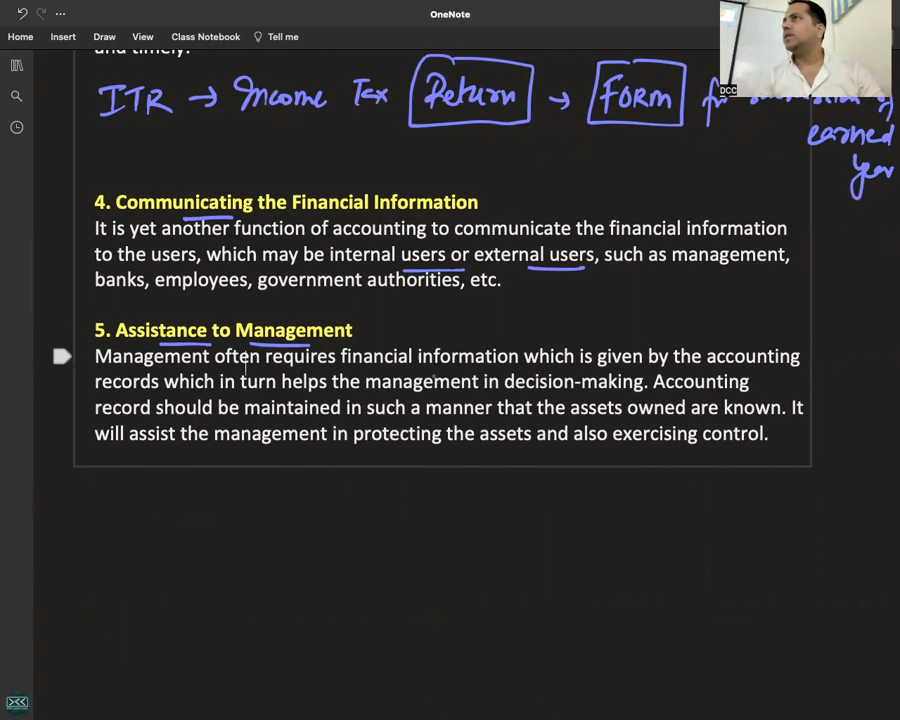 OneNote
Home Insert Draw View Class Notebook Tell me
and timely.
DCC
ITR → Income Tax Return → FORM for
earned
year
4. Communicating the Financial Information
It is yet another function of accounting to communicate the financial information
to the users, which may be internal users or external users, such as management,
banks, employees, government authorities, etc.
5. Assistance to Management
Management often requires financial information which is given by the accounting
records which in turn helps the management in decision-making. Accounting
record should be maintained in such a manner that the assets owned are known. It
will assist the management in protecting the assets and also exercising control.